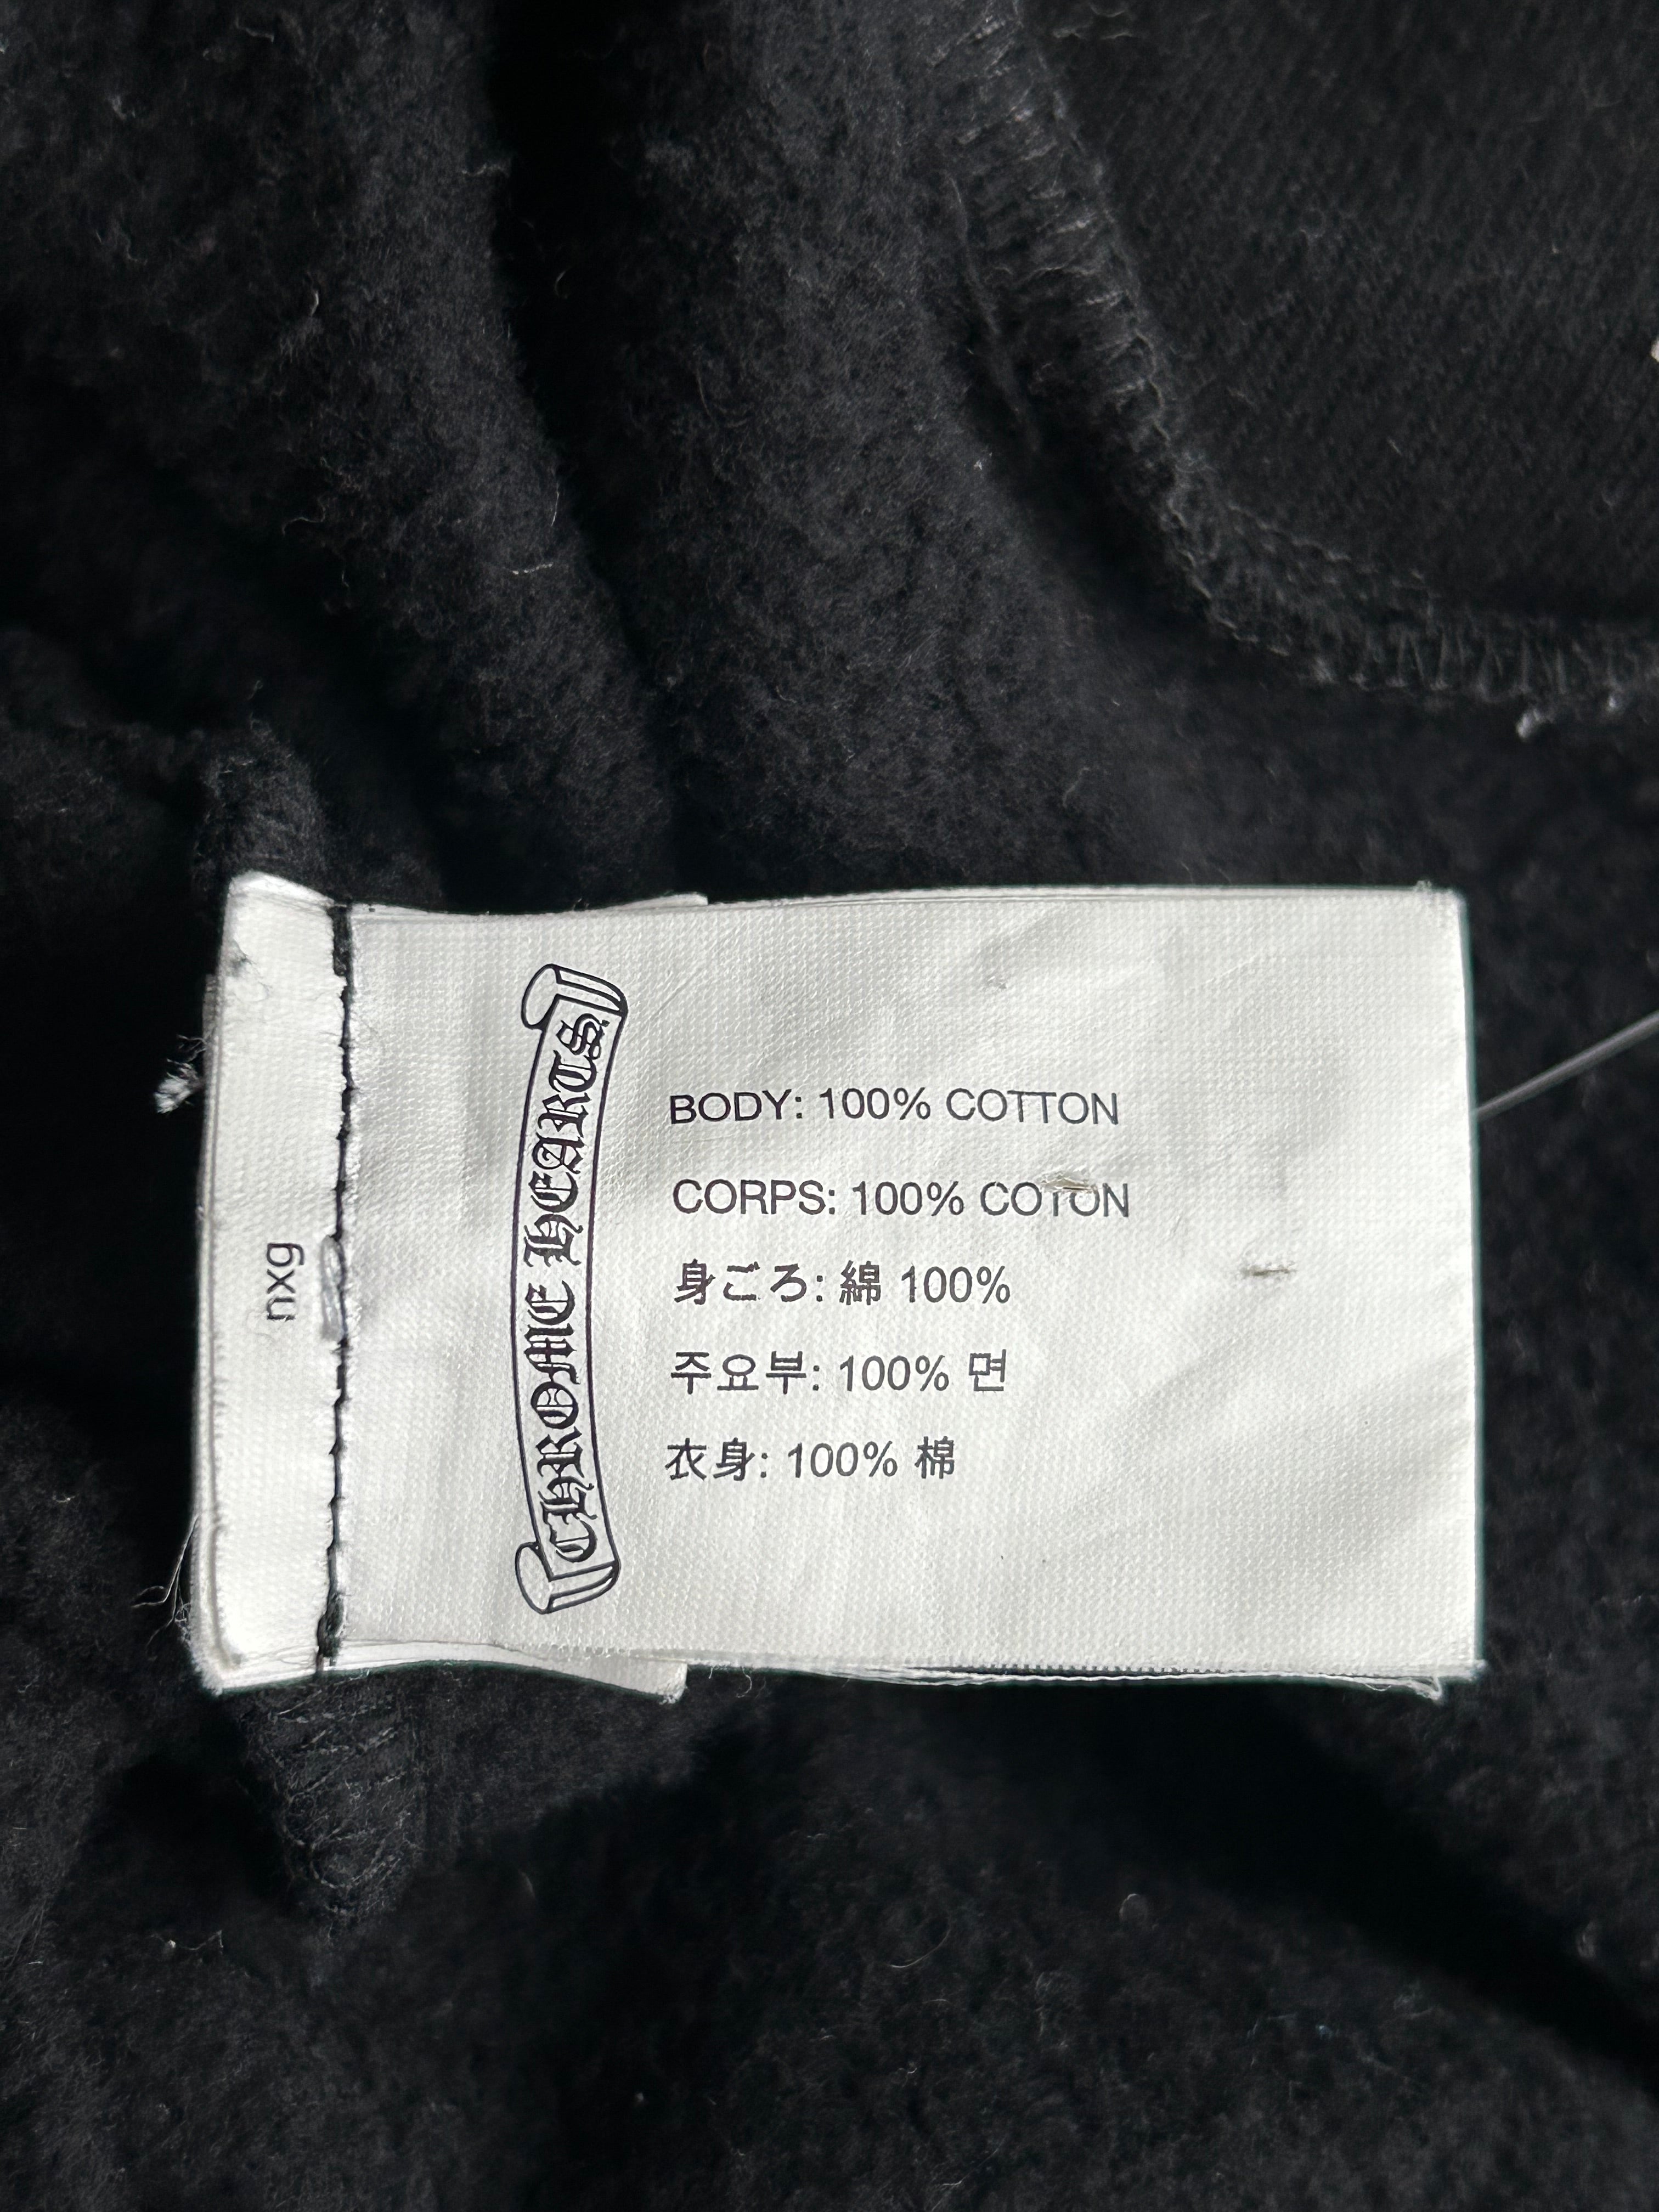 CHROME HEARTS
nxg
BODY: 100% COTTON
CORPS: 100% COTON
身ごろ: 綿 100%
주요부: 100% 면
衣身: 100% 棉